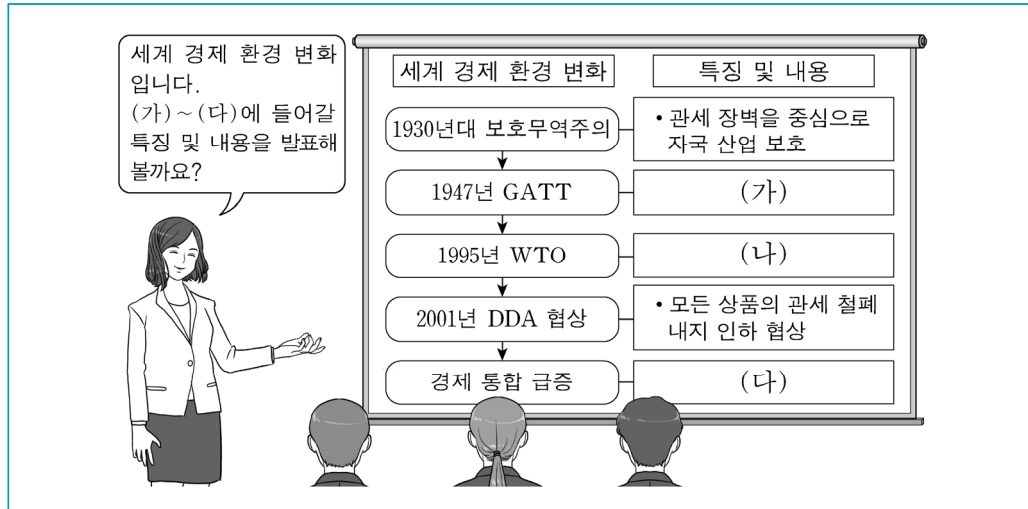 세계 경제 환경 변화
입니다.
(가)~(다)에 들어갈
특징 및 내용을 발표해
볼까요?
세계 경제 환경 변화
특징 및 내용
1930년대 보호무역주의
• 관세 장벽을 중심으로
자국 산업 보호
1947년 GATT
(가)
1995년 WTO
(나)
2001년 DDA 협상
• 모든 상품의 관세 철폐
내지 인하 협상
경제 통합 급증
(다)